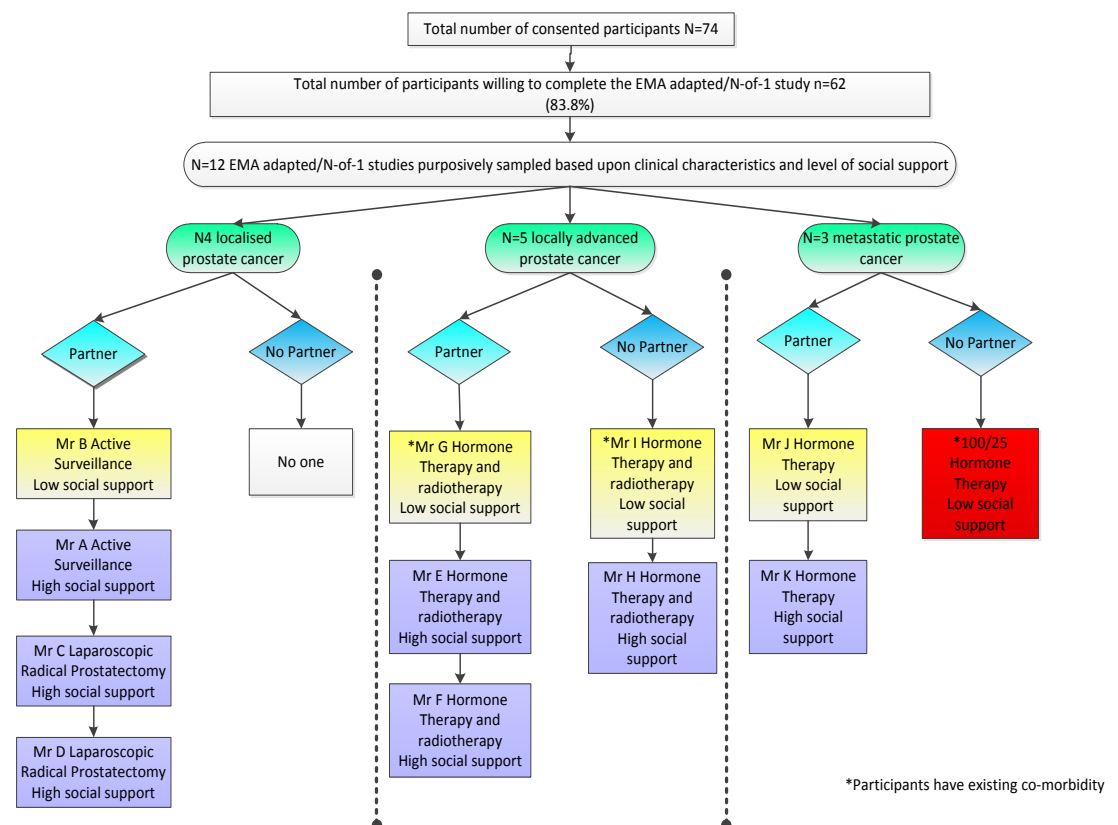 Total number of consented participants N=74
Total number of participants willing to complete the EMA adapted/N-of-1 study n=62
(83.8%)
N=12 EMA adapted/N-of-1 studies purposively sampled based upon clinical characteristics and level of social support
N4 localised
prostate cancer
N=5 locally advanced
prostate cancer
N=3 metastatic prostate
cancer
Partner
No Partner
Partner
No Partner
Partner
No Partner
Mr B Active
Surveillance
Low social support
No one
*Mr G Hormone
Therapy and
radiotherapy
Low social support
*Mr I Hormone
Therapy and
radiotherapy
Low social
support
Mr J Hormone
Therapy
Low social
support
*100/25
Hormone
Therapy
Low social
support
Mr A Active
Surveillance
High social support
Mr E Hormone
Therapy and
radiotherapy
High social support
Mr H Hormone
Therapy and
radiotherapy
High social
support
Mr K Hormone
Therapy
High social
support
Mr C Laparoscopic
Radical Prostatectomy
High social support
Mr F Hormone
Therapy and
radiotherapy
High social support
Mr D Laparoscopic
Radical Prostatectomy
High social support
*Participants have existing co-morbidity